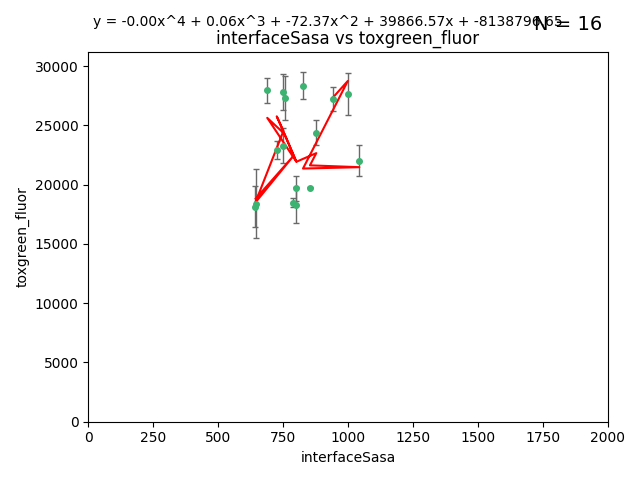 y = -0.00x^4 + 0.06x^3 + -72.37x^2 + 39866.57x + -8138796.65
N = 16
interfaceSasa vs toxgreen_fluor
30000
25000
20000
15000
10000
5000
0
toxgreen_fluor
0 250 500 750 1000 1250 1500 1750 2000
interfaceSasa